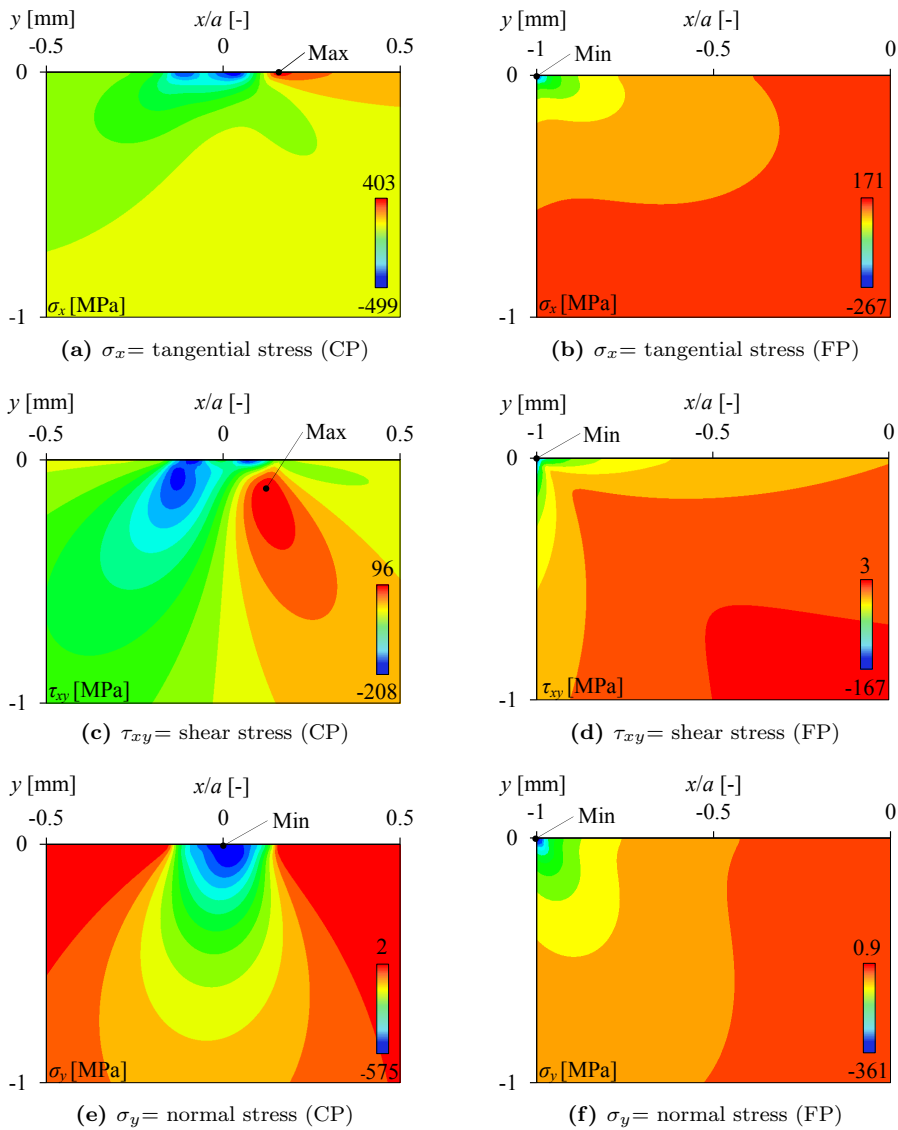 y [mm] x/a [-]
-0.5 0 0.5
Max
0
403
-499
σx [MPa]
-1
(a) σx= tangential stress (CP)
y [mm] x/a [-]
-1 -0.5 0
Min
0
171
-267
σx [MPa]
-1
(b) σx= tangential stress (FP)
y [mm] x/a [-]
-0.5 0 0.5
Max
0
96
-208
τxy [MPa]
-1
(c) τxy= shear stress (CP)
y [mm] x/a [-]
-1 -0.5 0
Min
0
3
-167
τxy [MPa]
-1
(d) τxy= shear stress (FP)
y [mm] x/a [-]
-0.5 0 0.5
Min
0
2
-575
σy [MPa]
-1
(e) σy= normal stress (CP)
y [mm] x/a [-]
-1 -0.5 0
Min
0
0.9
-361
σy [MPa]
-1
(f) σy= normal stress (FP)